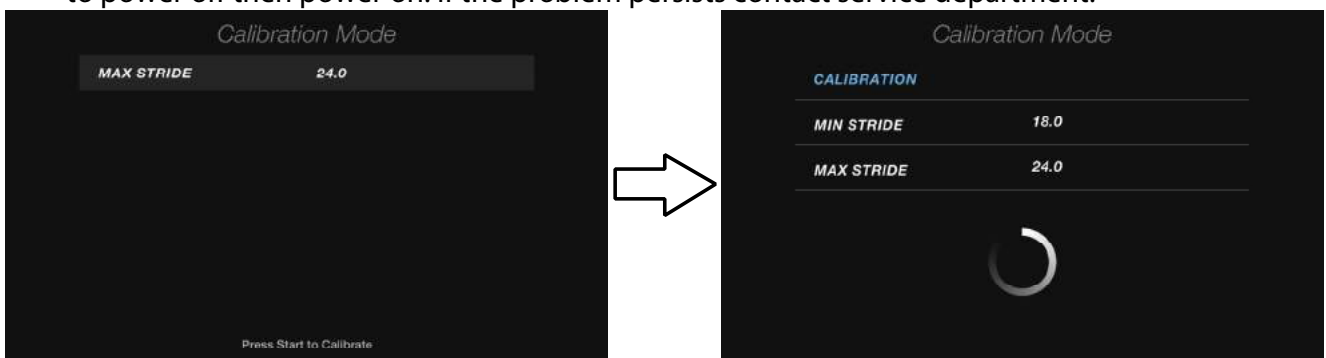 to power off then power on. If the problem persists contact service department.
Calibration Mode
MAX STRIDE 24.0
Press Start to Calibrate
Calibration Mode
CALIBRATION
MIN STRIDE 18.0
MAX STRIDE 24.0